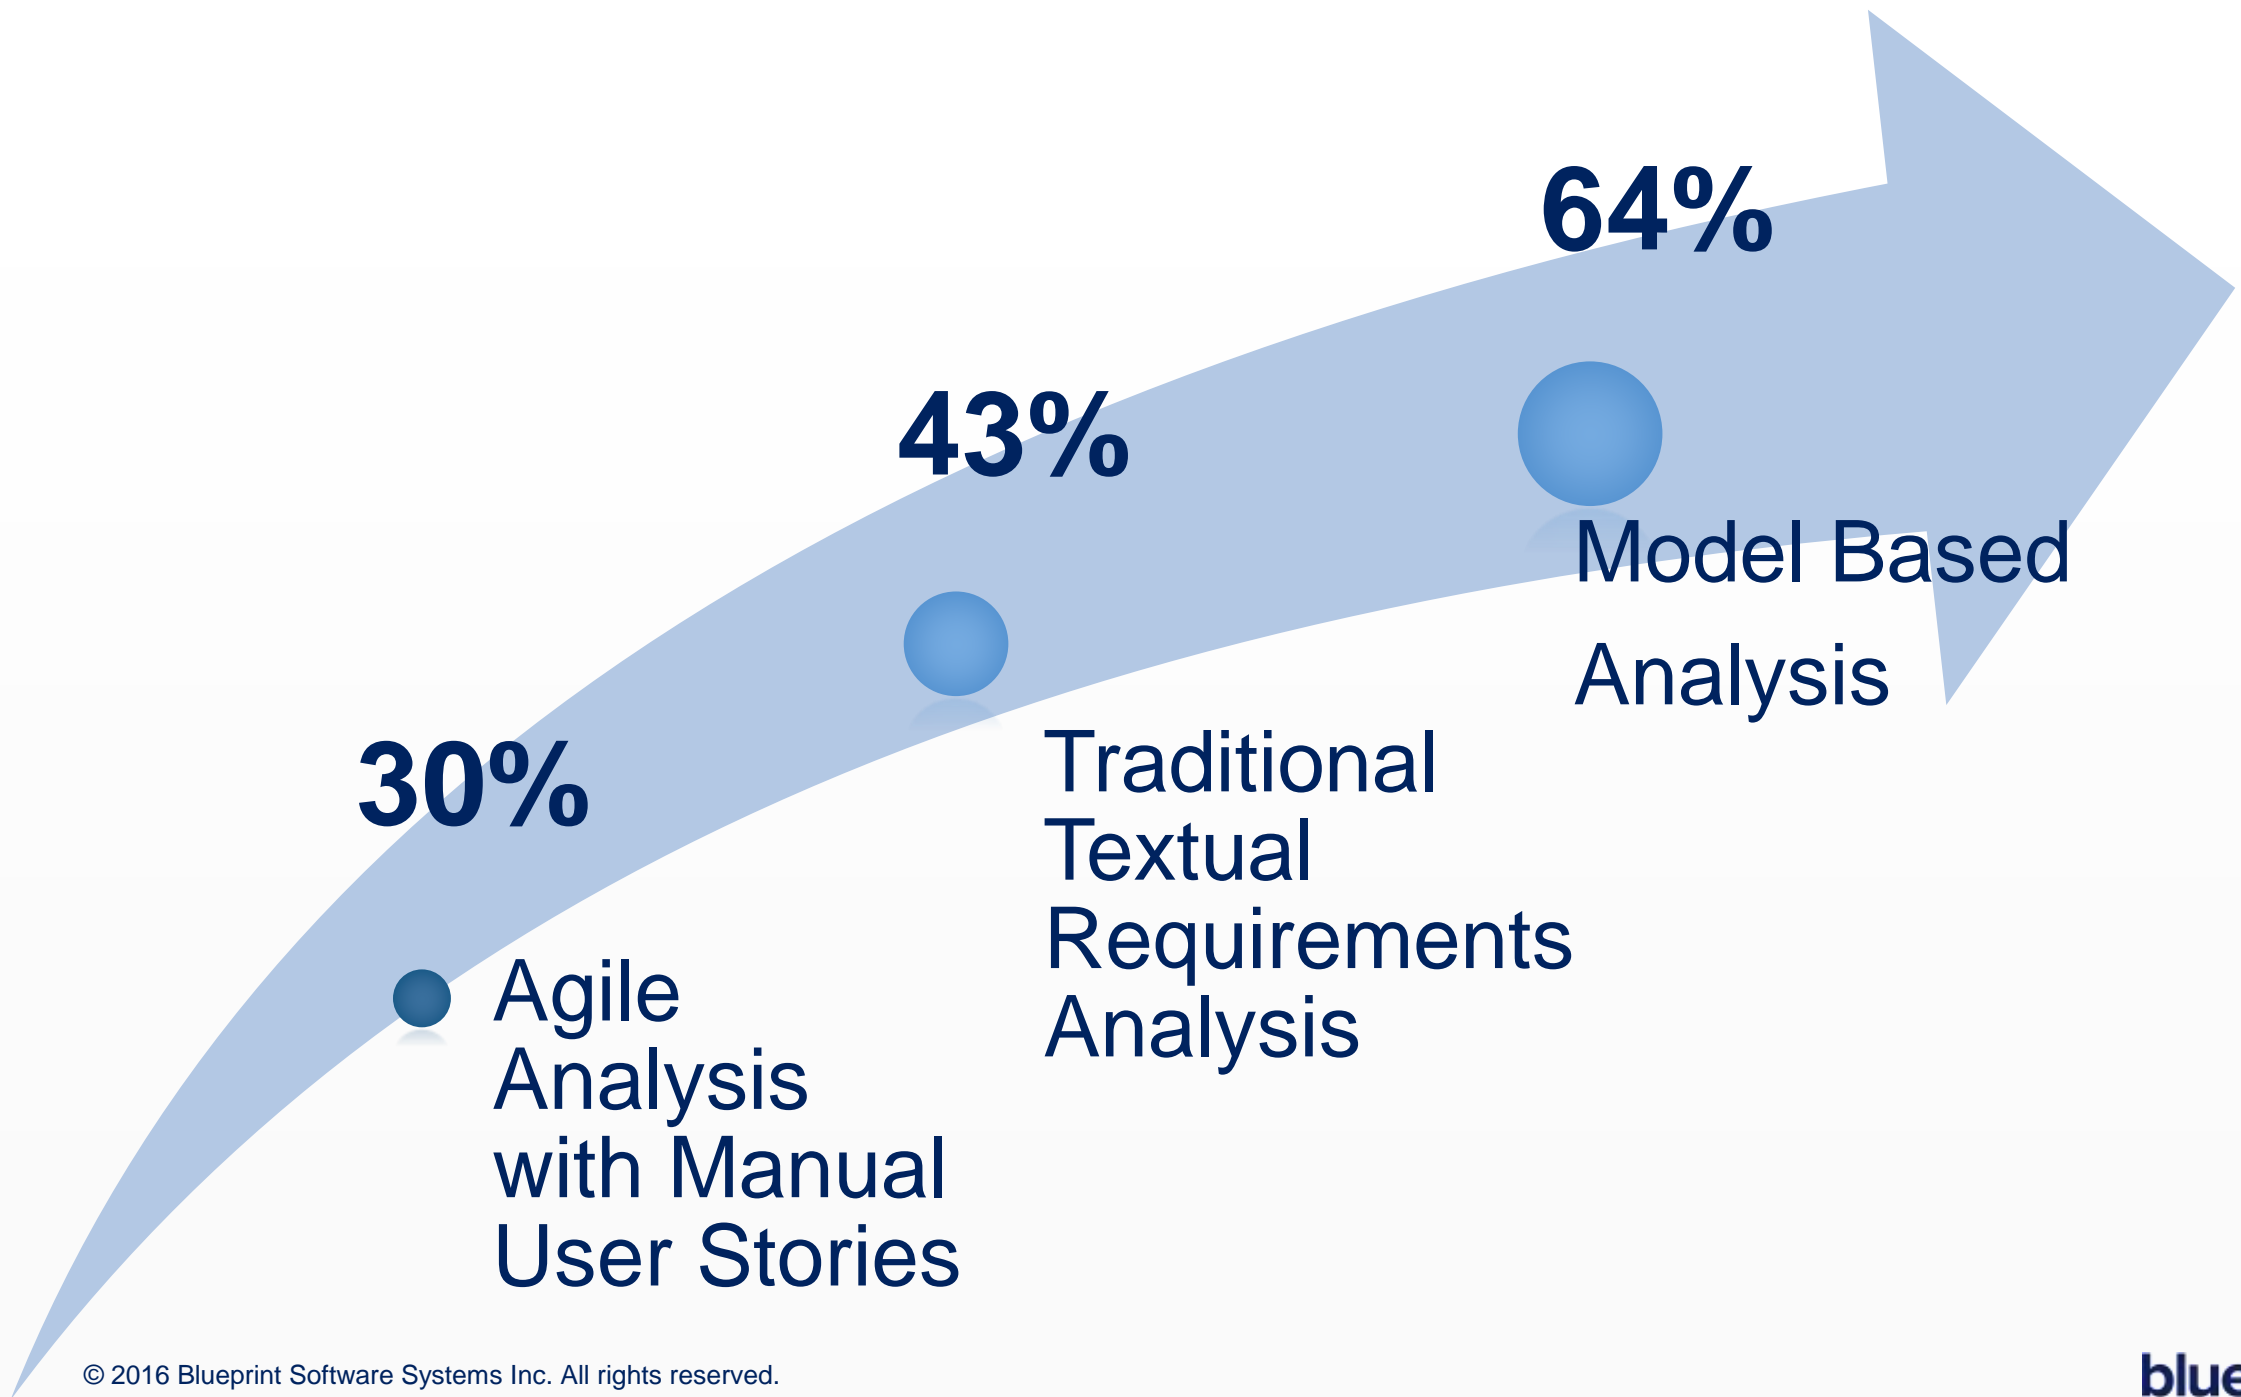 64%
43%
Model Based
Analysis
30%
Traditional
Textual
Requirements
Analysis
Agile
Analysis
with Manual
User Stories
© 2016 Blueprint Software Systems Inc. All rights reserved.
blue